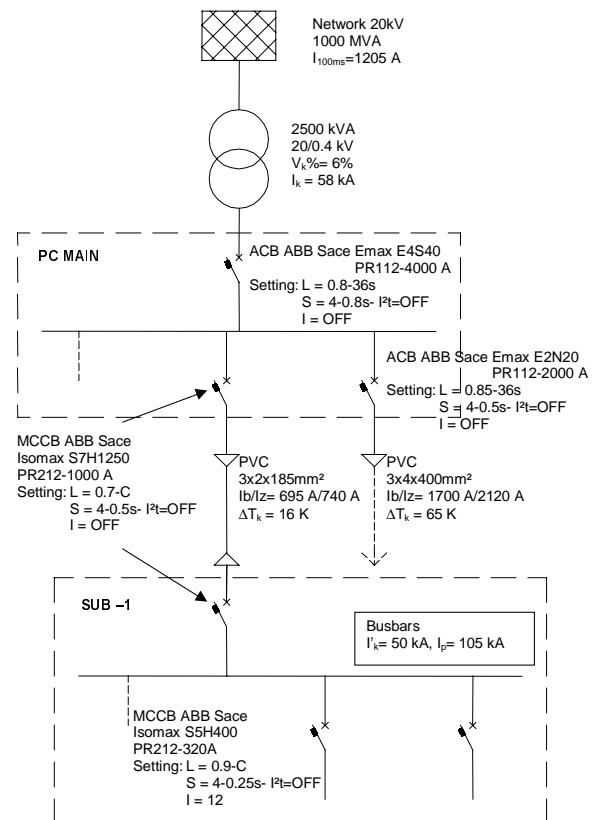 Network 20kV
1000 MVA
I100ms=1205 A
2500 kVA
20/0.4 kV
Vk%= 6%
Ik = 58 kA
PC MAIN
ACB ABB Sace Emax E4S40
PR112-4000 A
Setting: L = 0.8-36s
S = 4-0.8s- I²t=OFF
I = OFF
ACB ABB Sace Emax E2N20
PR112-2000 A
Setting: L = 0.85-36s
S = 4-0.5s- I²t=OFF
I = OFF
MCCB ABB Sace
Isomax S7H1250
PR212-1000 A
Setting: L = 0.7-C
S = 4-0.5s- I²t=OFF
I = OFF
PVC
3x2x185mm²
Ib/Iz= 695 A/740 A
ΔTk = 16 K
PVC
3x4x400mm²
Ib/Iz= 1700 A/2120 A
ΔTk = 65 K
SUB –1
Busbars
I'k= 50 kA, Ip= 105 kA
MCCB ABB Sace
Isomax S5H400
PR212-320A
Setting: L = 0.9-C
S = 4-0.25s- I²t=OFF
I = 12